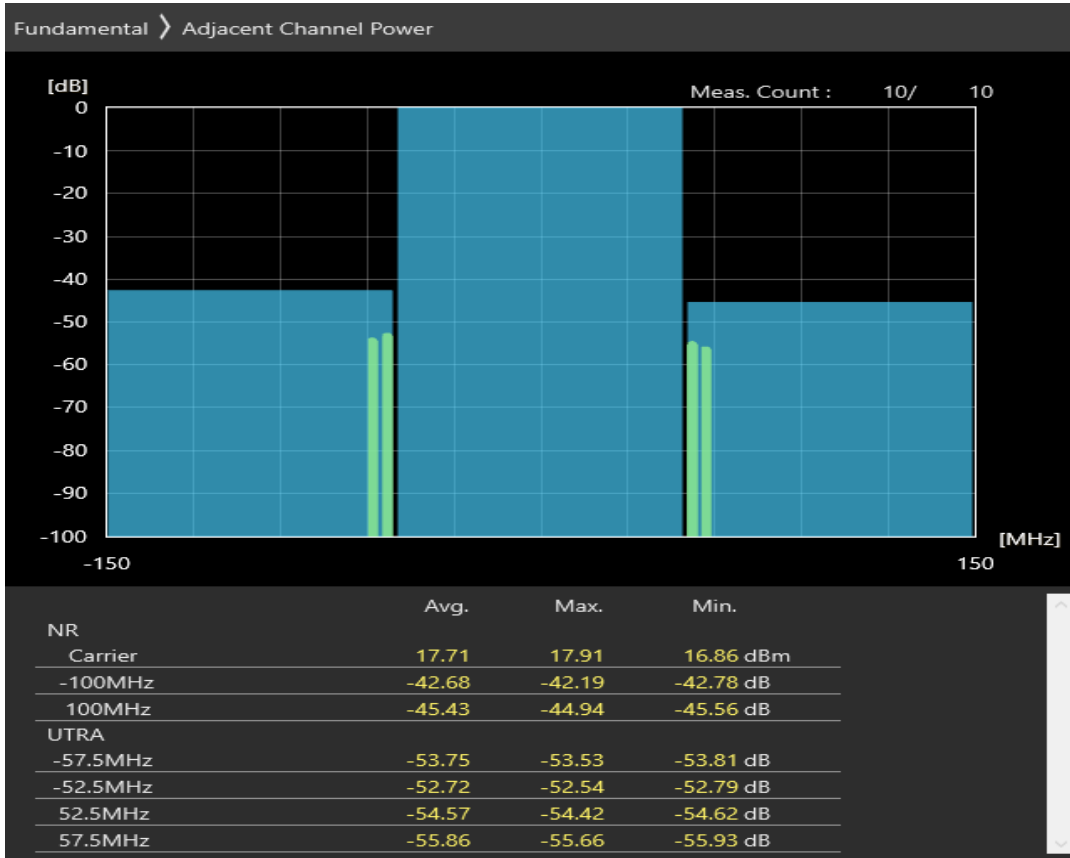 Fundamental ❭ Adjacent Channel Power
[dB]
Meas. Count : 10/ 10
0
-10
-20
-30
-40
-50
-60
-70
-80
-90
-100
[MHz]
-150 150
Avg. Max. Min.
NR
Carrier 17.71 17.91 16.86 dBm
-100MHz -42.68 -42.19 -42.78 dB
100MHz -45.43 -44.94 -45.56 dB
UTRA
-57.5MHz -53.75 -53.53 -53.81 dB
-52.5MHz -52.72 -52.54 -52.79 dB
52.5MHz -54.57 -54.42 -54.62 dB
57.5MHz -55.86 -55.66 -55.93 dB